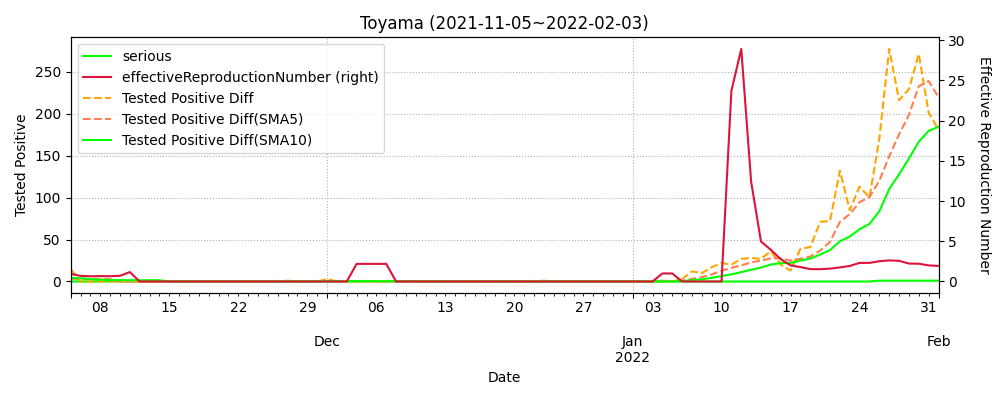 Toyama (2021-11-05~2022-02-03)
serious
effectiveReproductionNumber (right)
Tested Positive Diff
Tested Positive Diff(SMA5)
Tested Positive Diff(SMA10)
Tested Positive
250
200
150
100
50
0
30
25
20
15
10
5
0
Effective Reproduction Number
08 15 22 29 06 13 20 27 03 10 17 24 31
Dec Jan Feb
2022
Date